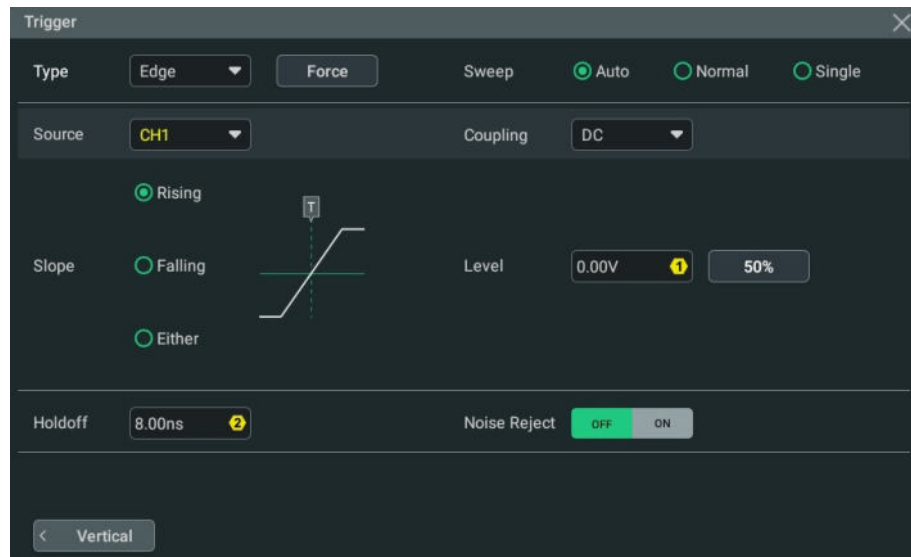 Trigger
Type Edge Force Sweep Auto Normal Single
Source CH1 Coupling DC
Rising
T
Slope Falling Level 0.00V 1 50%
Either
Holdoff 8.00ns 2 Noise Reject OFF ON
< Vertical